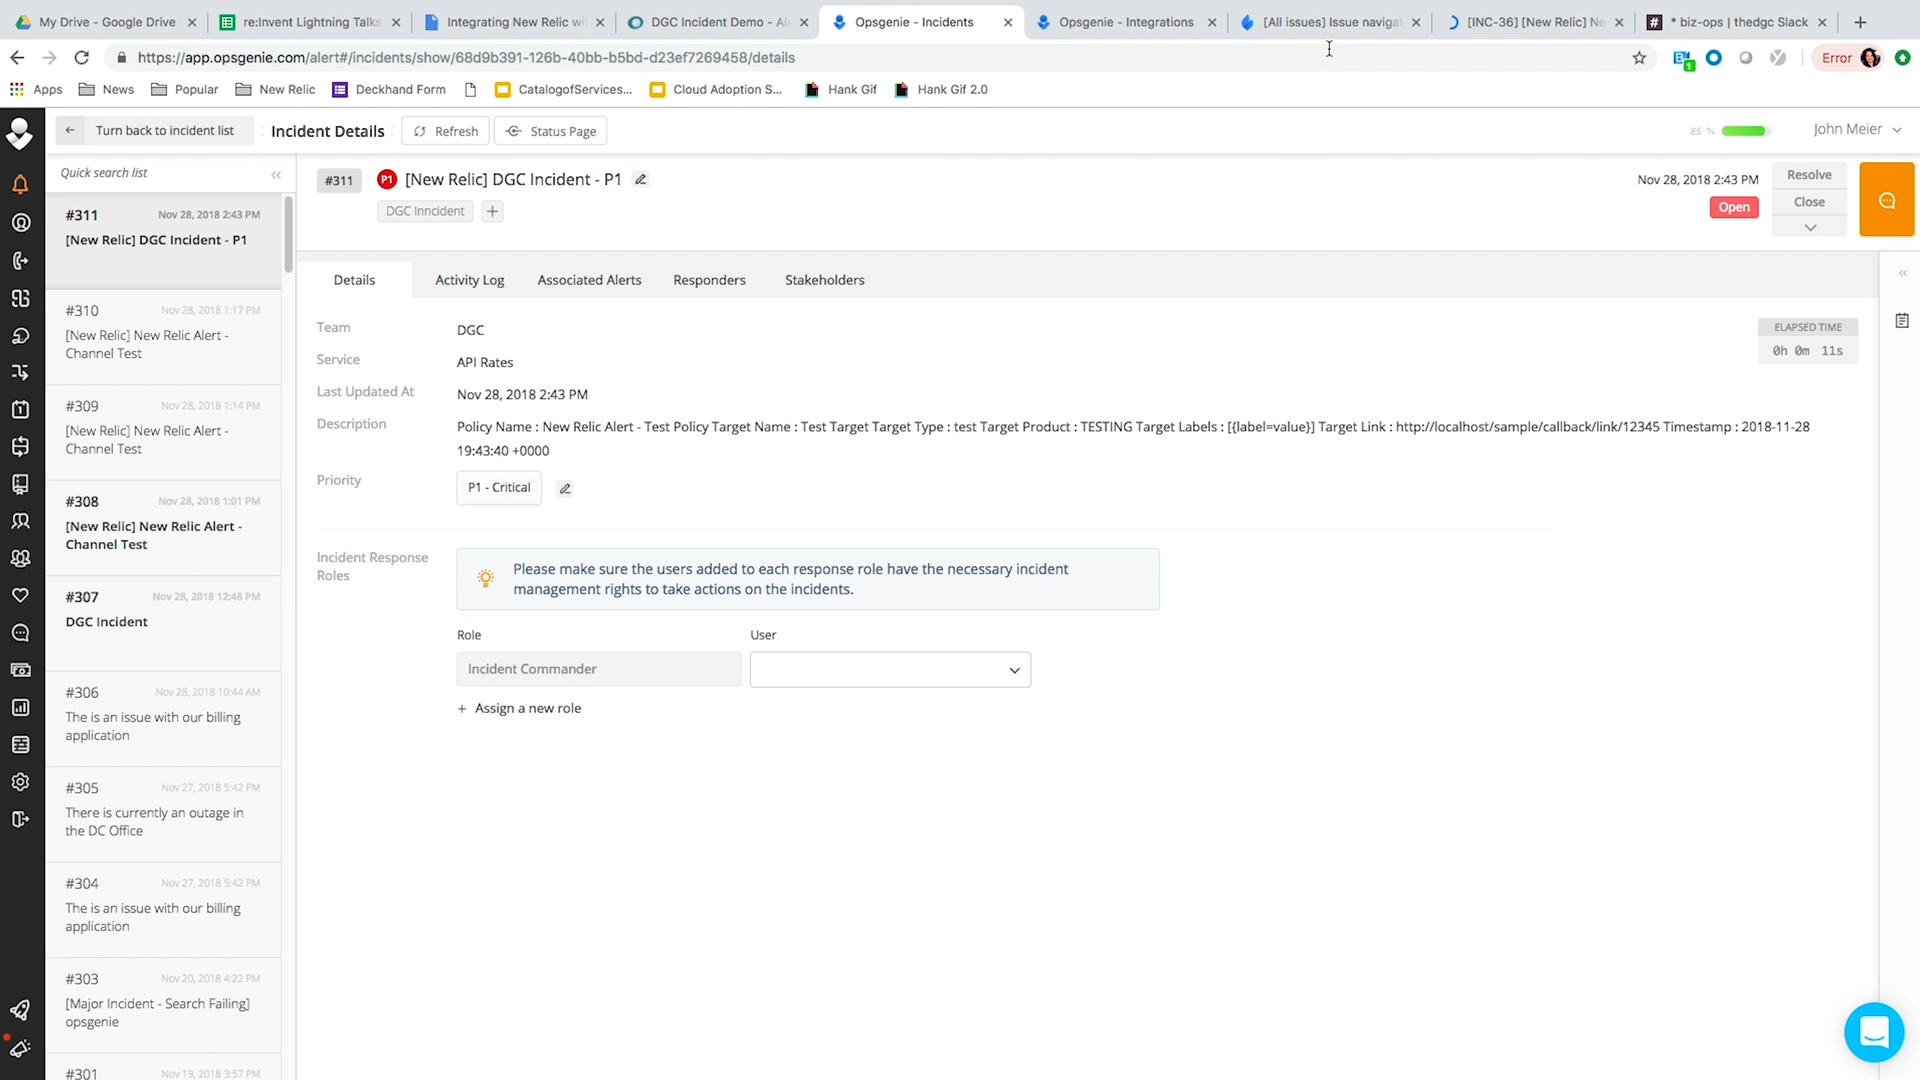 My Drive - Google Drive
re:Invent Lightning Talks
Integrating New Relic wi
DGC Incident Demo - Al
Opsgenie - Incidents
Opsgenie - Integrations
[All issues] Issue navigat
[INC-36] [New Relic] Ne
* biz-ops | thedgc Slack
https://app.opsgenie.com/alert#/incidents/show/68d9b391-126b-40bb-b5bd-d23ef7269458/details
1
Error
Apps
News
Popular
New Relic
Deckhand Form
CatalogofServices...
Cloud Adoption S...
Hank Gif
Hank Gif 2.0
Turn back to incident list
Incident Details
Refresh
Status Page
85 %
John Meier
Quick search list
#311 Nov 28, 2018 2:43 PM
[New Relic] DGC Incident - P1
#310 Nov 28, 2018 1:17 PM
[New Relic] New Relic Alert -
Channel Test
#309 Nov 28, 2018 1:14 PM
[New Relic] New Relic Alert -
Channel Test
#308 Nov 28, 2018 1:01 PM
[New Relic] New Relic Alert -
Channel Test
#307 Nov 28, 2018 12:48 PM
DGC Incident
#306 Nov 28, 2018 10:44 AM
The is an issue with our billing
application
#305 Nov 27, 2018 5:42 PM
There is currently an outage in
the DC Office
#304 Nov 27, 2018 5:42 PM
The is an issue with our billing
application
#303 Nov 20, 2018 4:22 PM
[Major Incident - Search Failing]
opsgenie
#301 Nov 19, 2018 3:57 PM
#311
P1
[New Relic] DGC Incident - P1
DGC Inncident
Nov 28, 2018 2:43 PM
Open
Resolve
Close
Details
Activity Log
Associated Alerts
Responders
Stakeholders
Team DGC
Service API Rates
Last Updated At Nov 28, 2018 2:43 PM
Description Policy Name : New Relic Alert - Test Policy Target Name : Test Target Target Type : test Target Product : TESTING Target Labels : [{label=value}] Target Link : http://localhost/sample/callback/link/12345 Timestamp : 2018-11-28
19:43:40 +0000
Priority P1 - Critical
ELAPSED TIME
0h 0m 11s
Incident Response
Roles
Please make sure the users added to each response role have the necessary incident
management rights to take actions on the incidents.
Role User
Incident Commander
+ Assign a new role